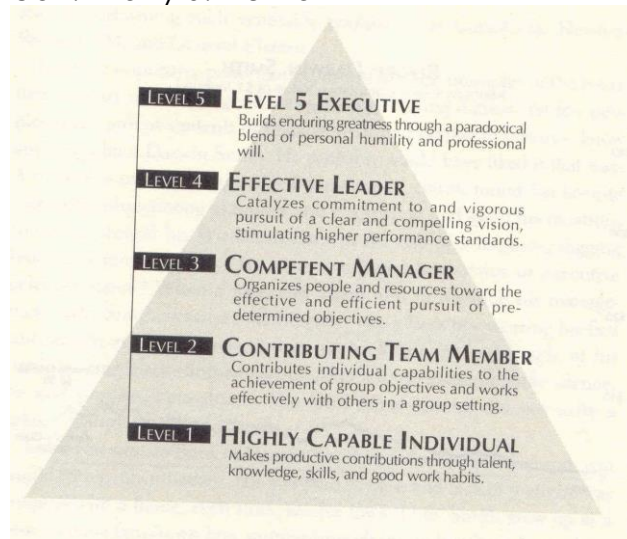 LEVEL 5 LEVEL 5 EXECUTIVE
Builds enduring greatness through a paradoxical
blend of personal humility and professional
will.
LEVEL 4 EFFECTIVE LEADER
Catalyzes commitment to and vigorous
pursuit of a clear and compelling vision,
stimulating higher performance standards.
LEVEL 3 COMPETENT MANAGER
Organizes people and resources toward the
effective and efficient pursuit of pre-
determined objectives.
LEVEL 2 CONTRIBUTING TEAM MEMBER
Contributes individual capabilities to the
achievement of group objectives and works
effectively with others in a group setting.
LEVEL 1 HIGHLY CAPABLE INDIVIDUAL
Makes productive contributions through talent,
knowledge, skills, and good work habits.